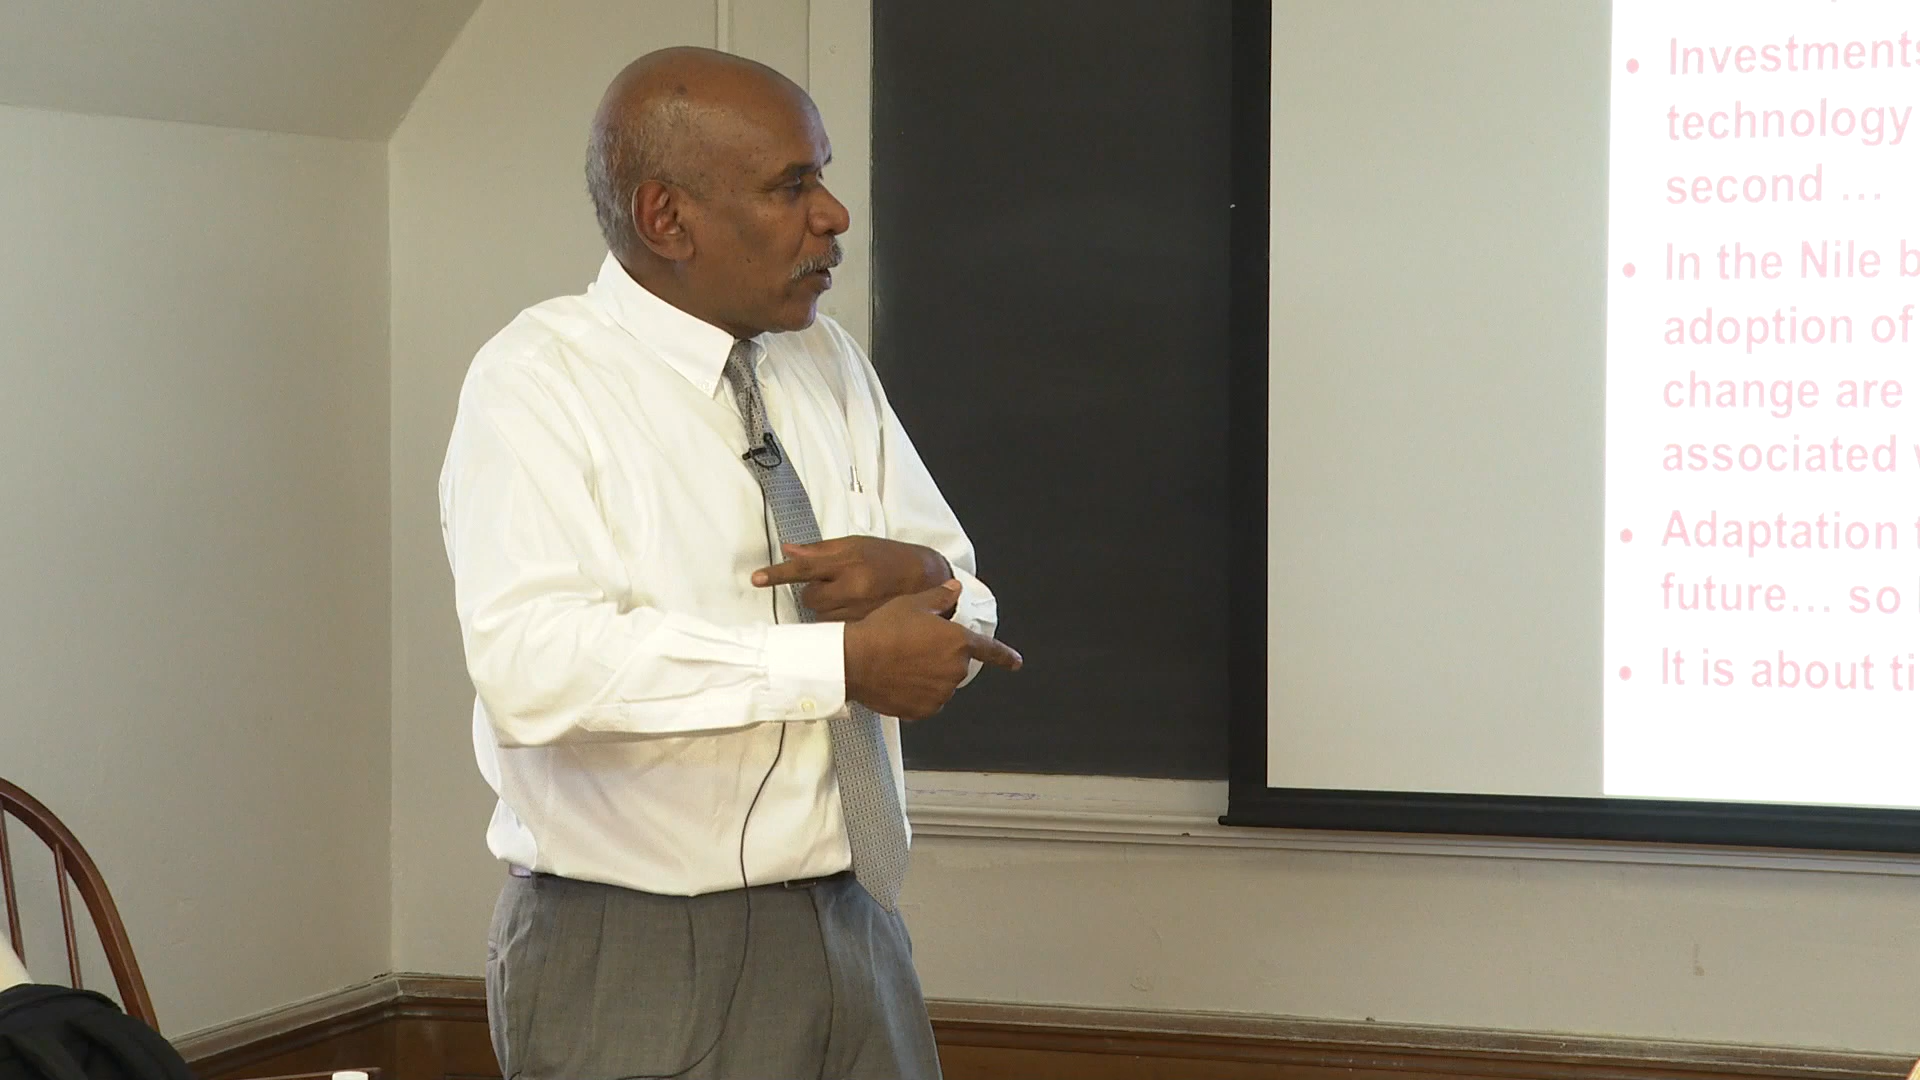 • Investments
technology
second ...
• In the Nile b
adoption of
change are
associated
• Adaptation
future... so
• It is about ti